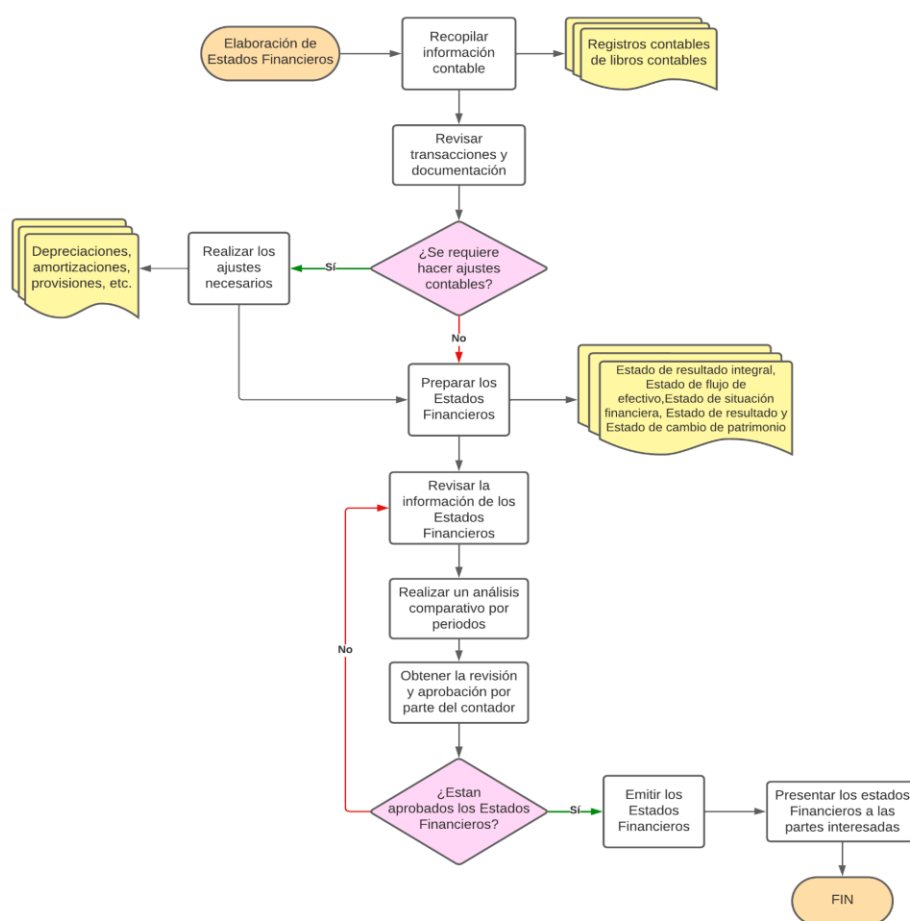 Elaboración de
Estados Financieros
Recopilar
información
contable
Registros contables
de libros contables
Revisar
transacciones y
documentación
¿Se requiere
hacer ajustes
contables?
Sí
Realizar los
ajustes
necesarios
Depreciaciones,
amortizaciones,
provisiones, etc.
No
Preparar los
Estados
Financieros
Estado de resultado integral,
Estado de flujo de
efectivo,Estado de situación
financiera, Estado de resultado y
Estado de cambio de patrimonio
Revisar la
información de los
Estados
Financieros
Realizar un análisis
comparativo por
periodos
Obtener la revisión
y aprobación por
parte del contador
¿Estan
aprobados los Estados
Financieros?
No
Sí
Emitir los
Estados
Financieros
Presentar los estados
Financieros a las
partes interesadas
FIN